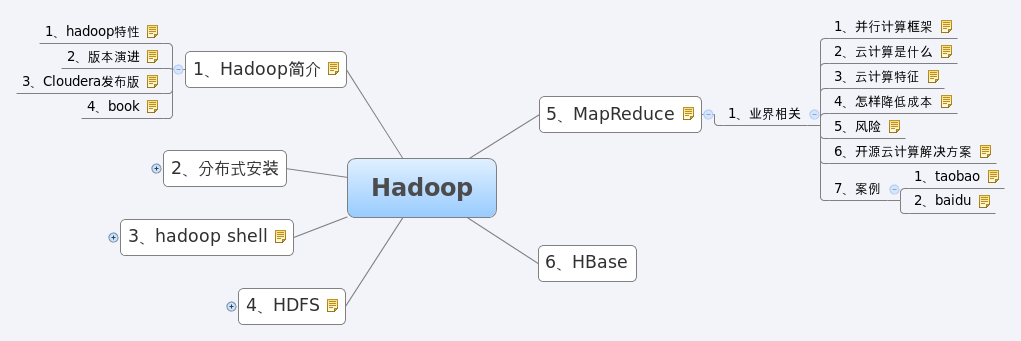 Hadoop
1、Hadoop简介
1、hadoop特性
2、版本演进
3、Cloudera发布版
4、book
2、分布式安装
3、hadoop shell
4、HDFS
5、MapReduce
1、业界相关
1、并行计算框架
2、云计算是什么
3、云计算特征
4、怎样降低成本
5、风险
6、开源云计算解决方案
7、案例
1、taobao
2、baidu
6、HBase